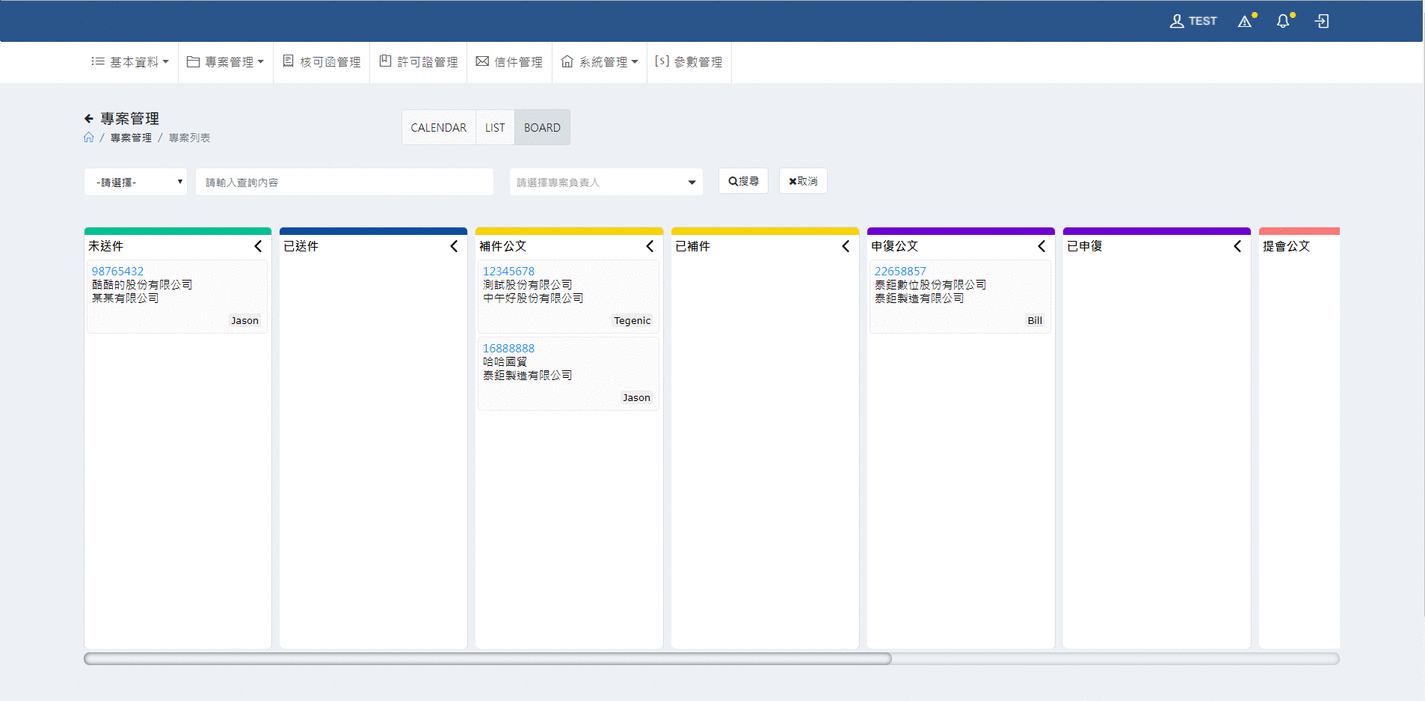 TEST
基本資料
專案管理
核可函管理
許可證管理
信件管理
系統管理
[s] 參數管理
專案管理
/ 專案管理 / 專案列表
CALENDAR
LIST
BOARD
-請選擇-
請輸入查詢內容
請選擇專案負責人
搜尋
取消
未送件
98765432
酷酷的股份有限公司
某某有限公司
Jason
已送件
補件公文
12345678
測試股份有限公司
中午好股份有限公司
Tegenic
16888888
哈哈國貿
泰鉅製造有限公司
Jason
已補件
申復公文
22658857
泰鉅數位股份有限公司
泰鉅製造有限公司
Bill
已申復
提會公文